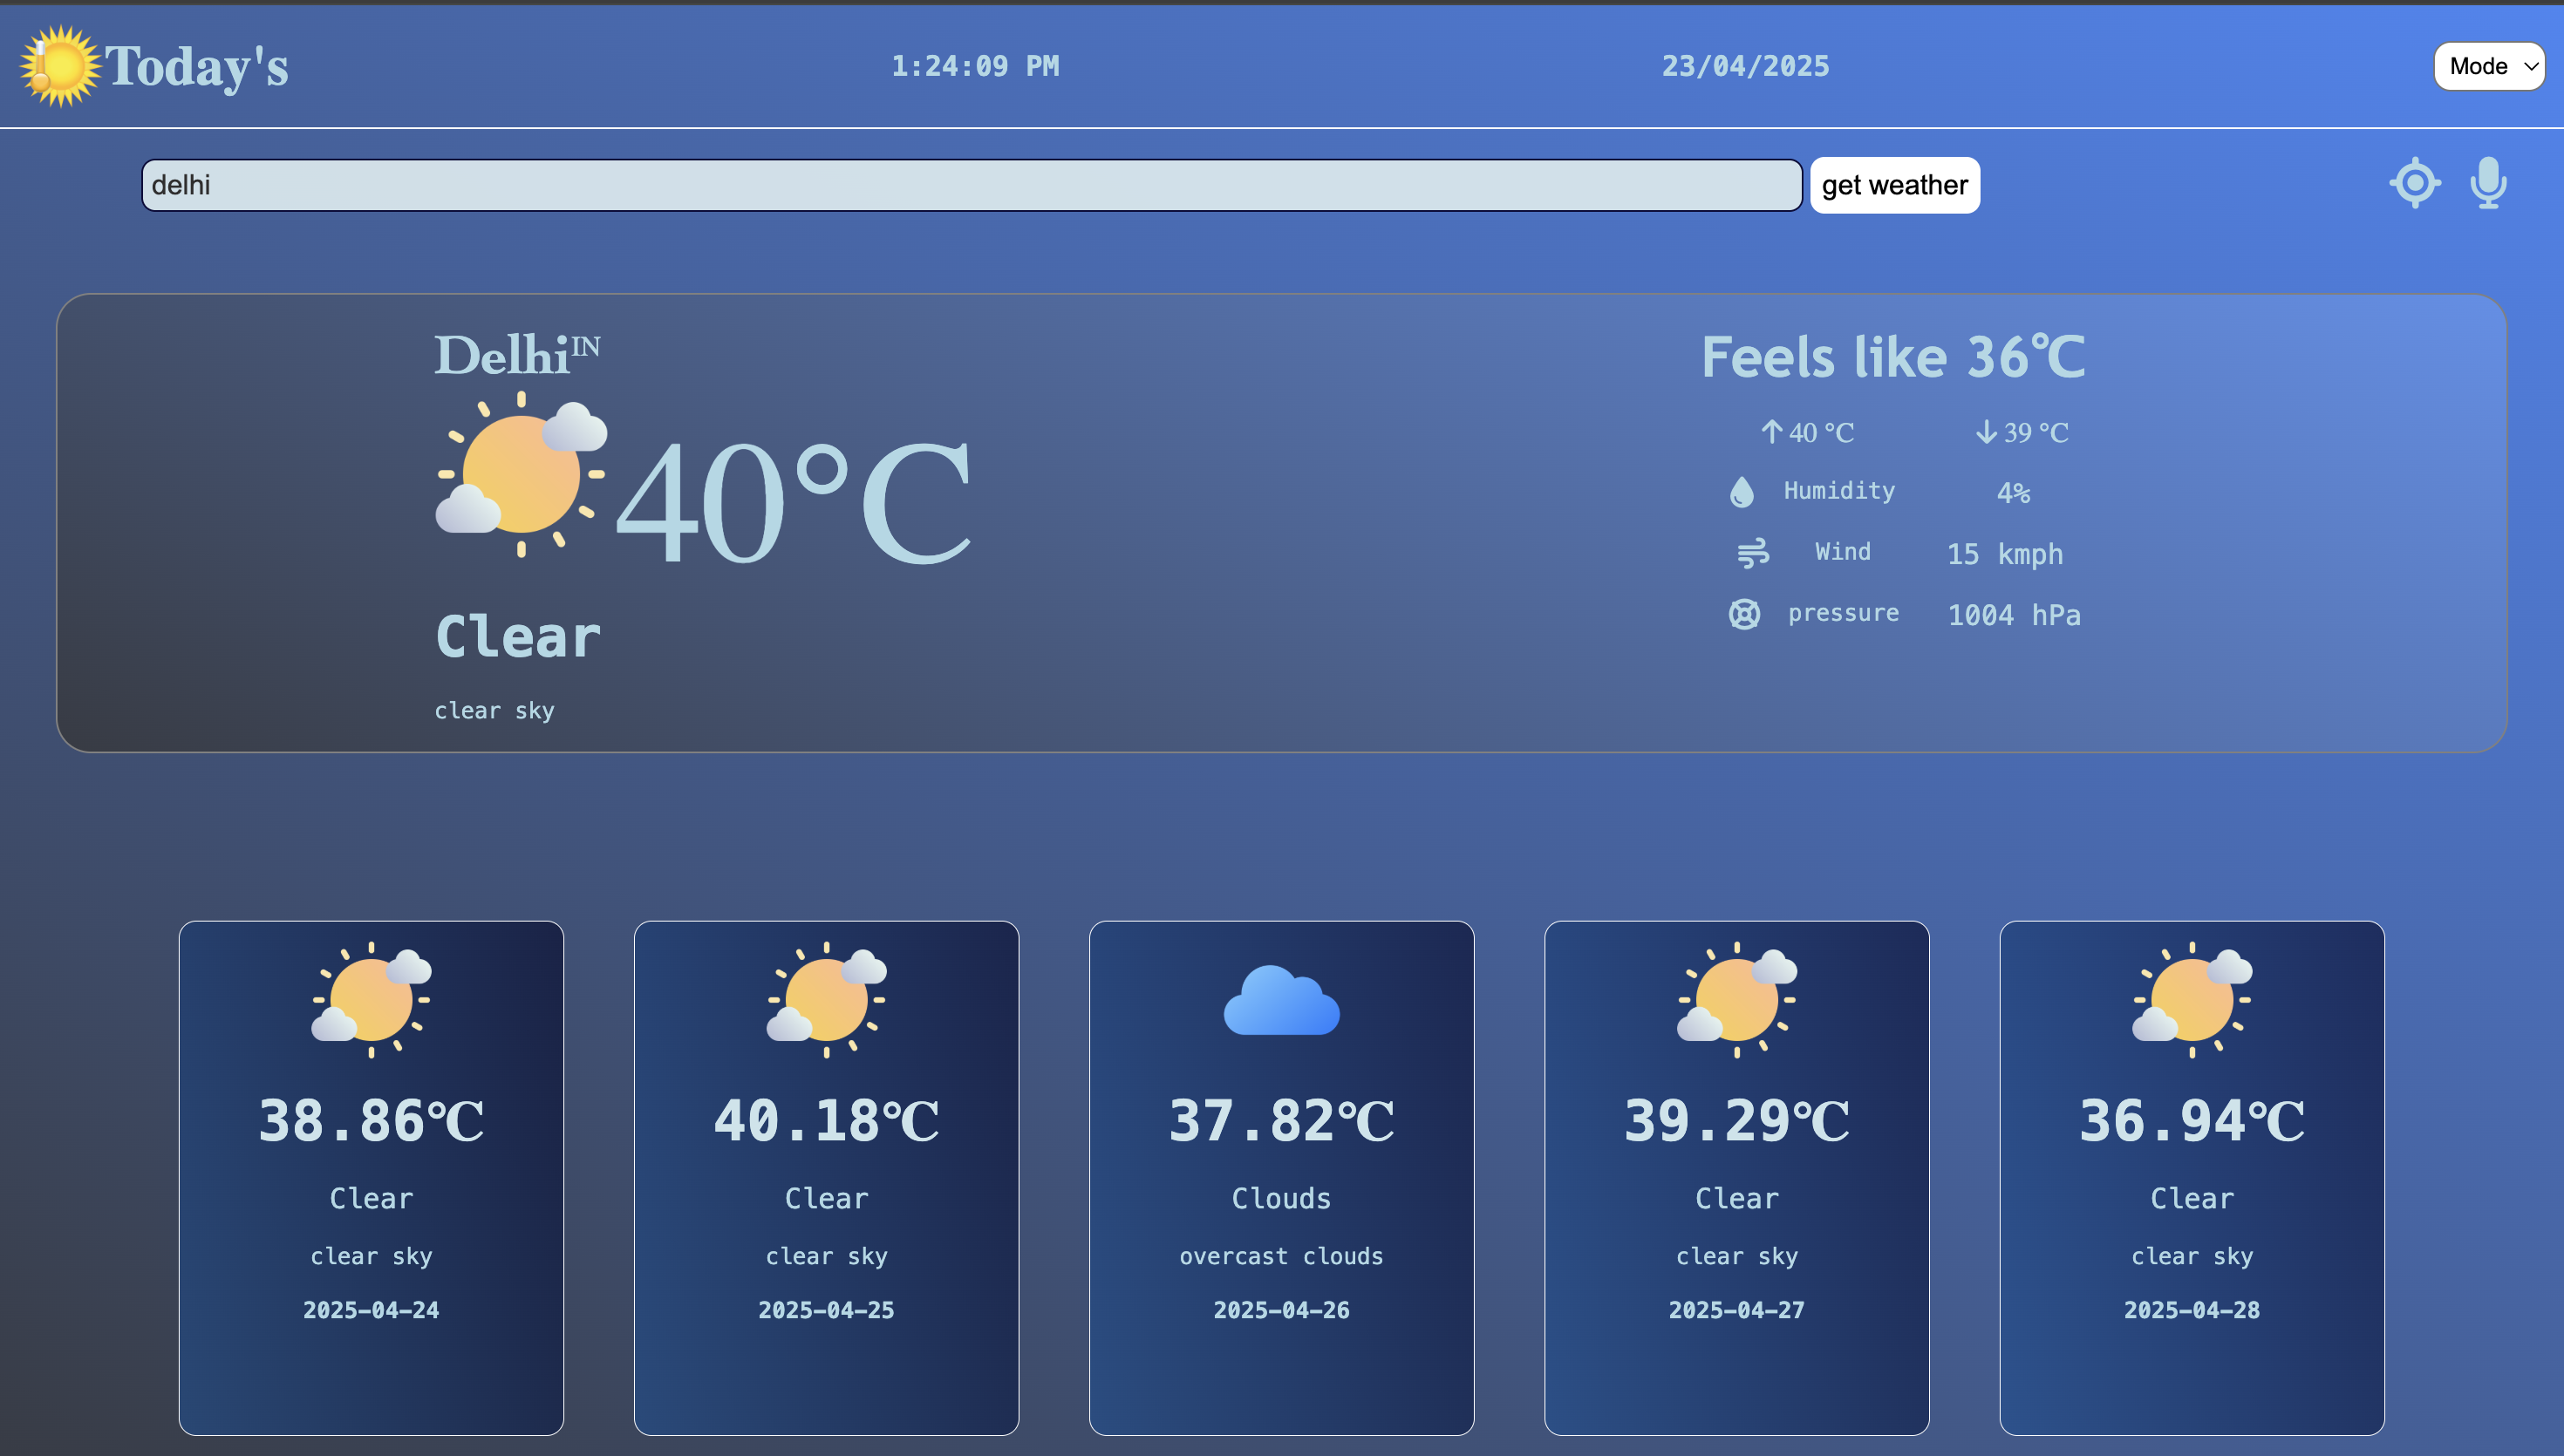 Today's
1:24:09 PM
23/04/2025
Mode
delhi
get weather
Delhi IN
40°C
Clear
clear sky
Feels like 36℃
40 °C
39 °C
Humidity 4%
Wind 15 kmph
pressure 1004 hPa
38.86℃
Clear
clear sky
2025-04-24
40.18℃
Clear
clear sky
2025-04-25
37.82℃
Clouds
overcast clouds
2025-04-26
39.29℃
Clear
clear sky
2025-04-27
36.94℃
Clear
clear sky
2025-04-28